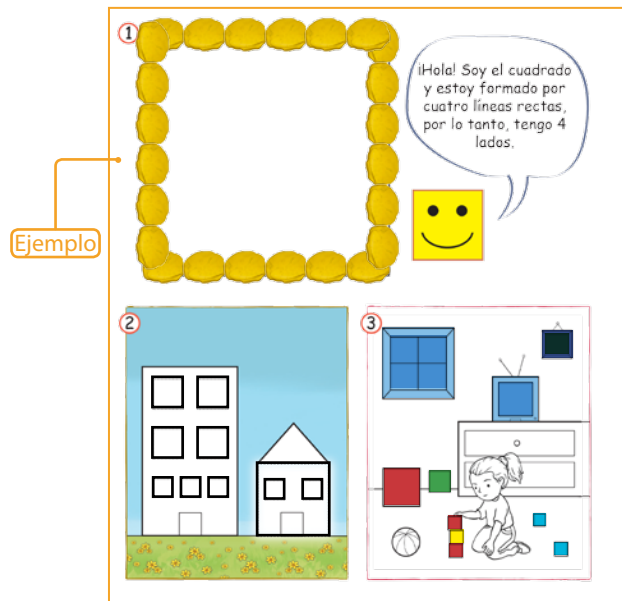 1
¡Hola! Soy el cuadrado
y estoy formado por
cuatro líneas rectas,
por lo tanto, tengo 4
lados.
Ejemplo
2
3